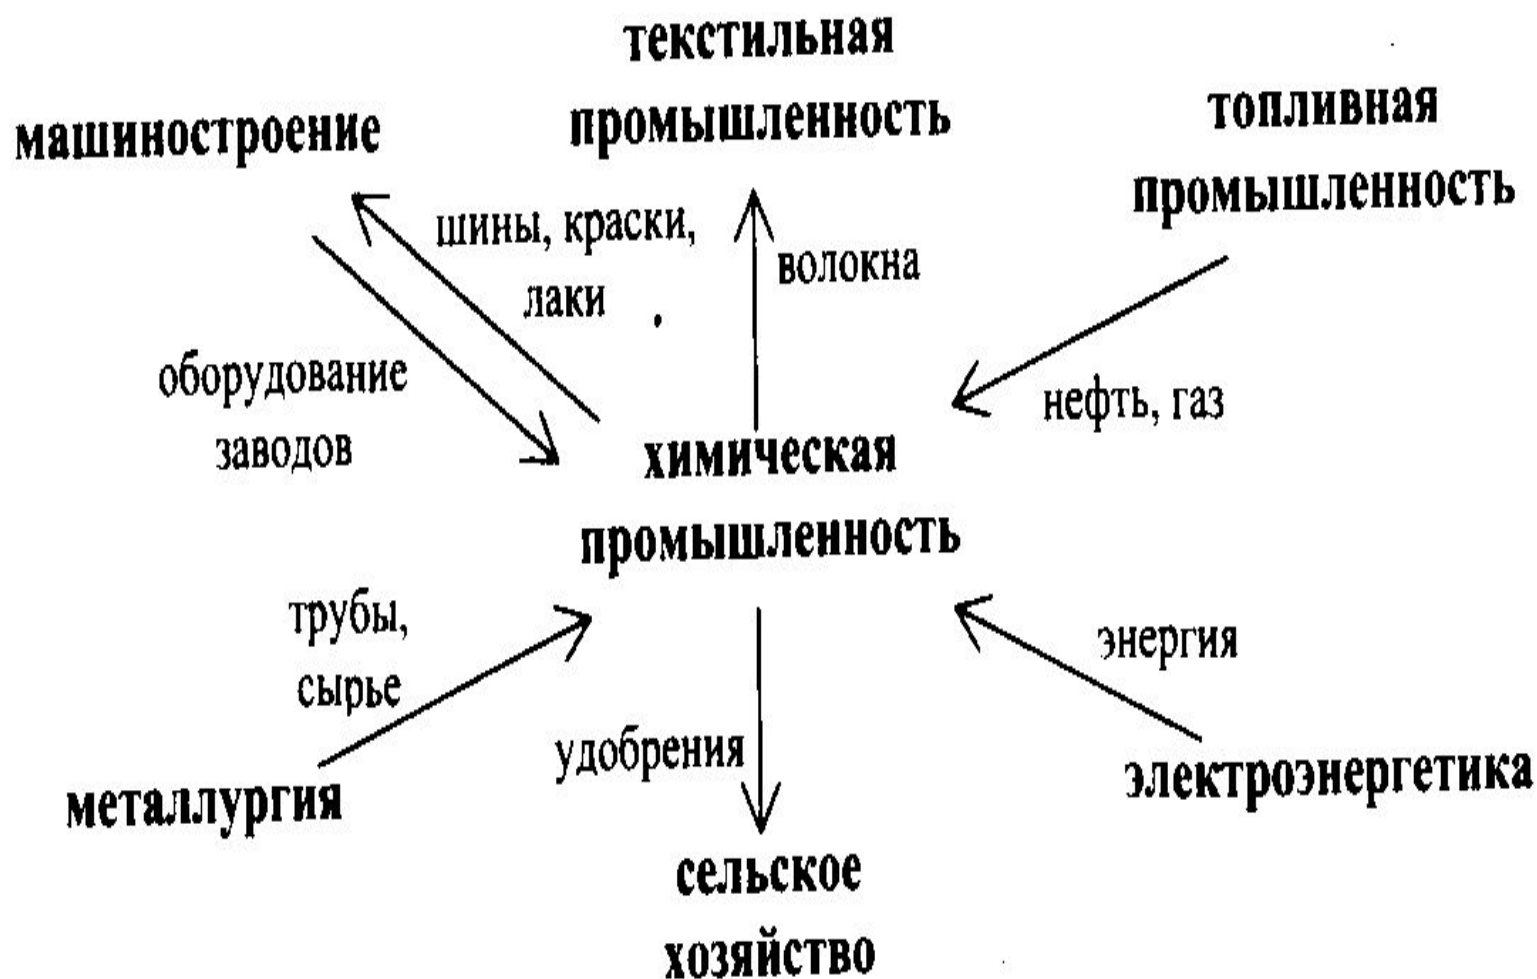 текстильная
промышленность
машиностроение
топливная
промышленность
шины, краски,
лаки
волокна
оборудование
заводов
нефть, газ
химическая
промышленность
трубы,
сырье
энергия
удобрения
металлургия
электроэнергетика
сельское
хозяйство